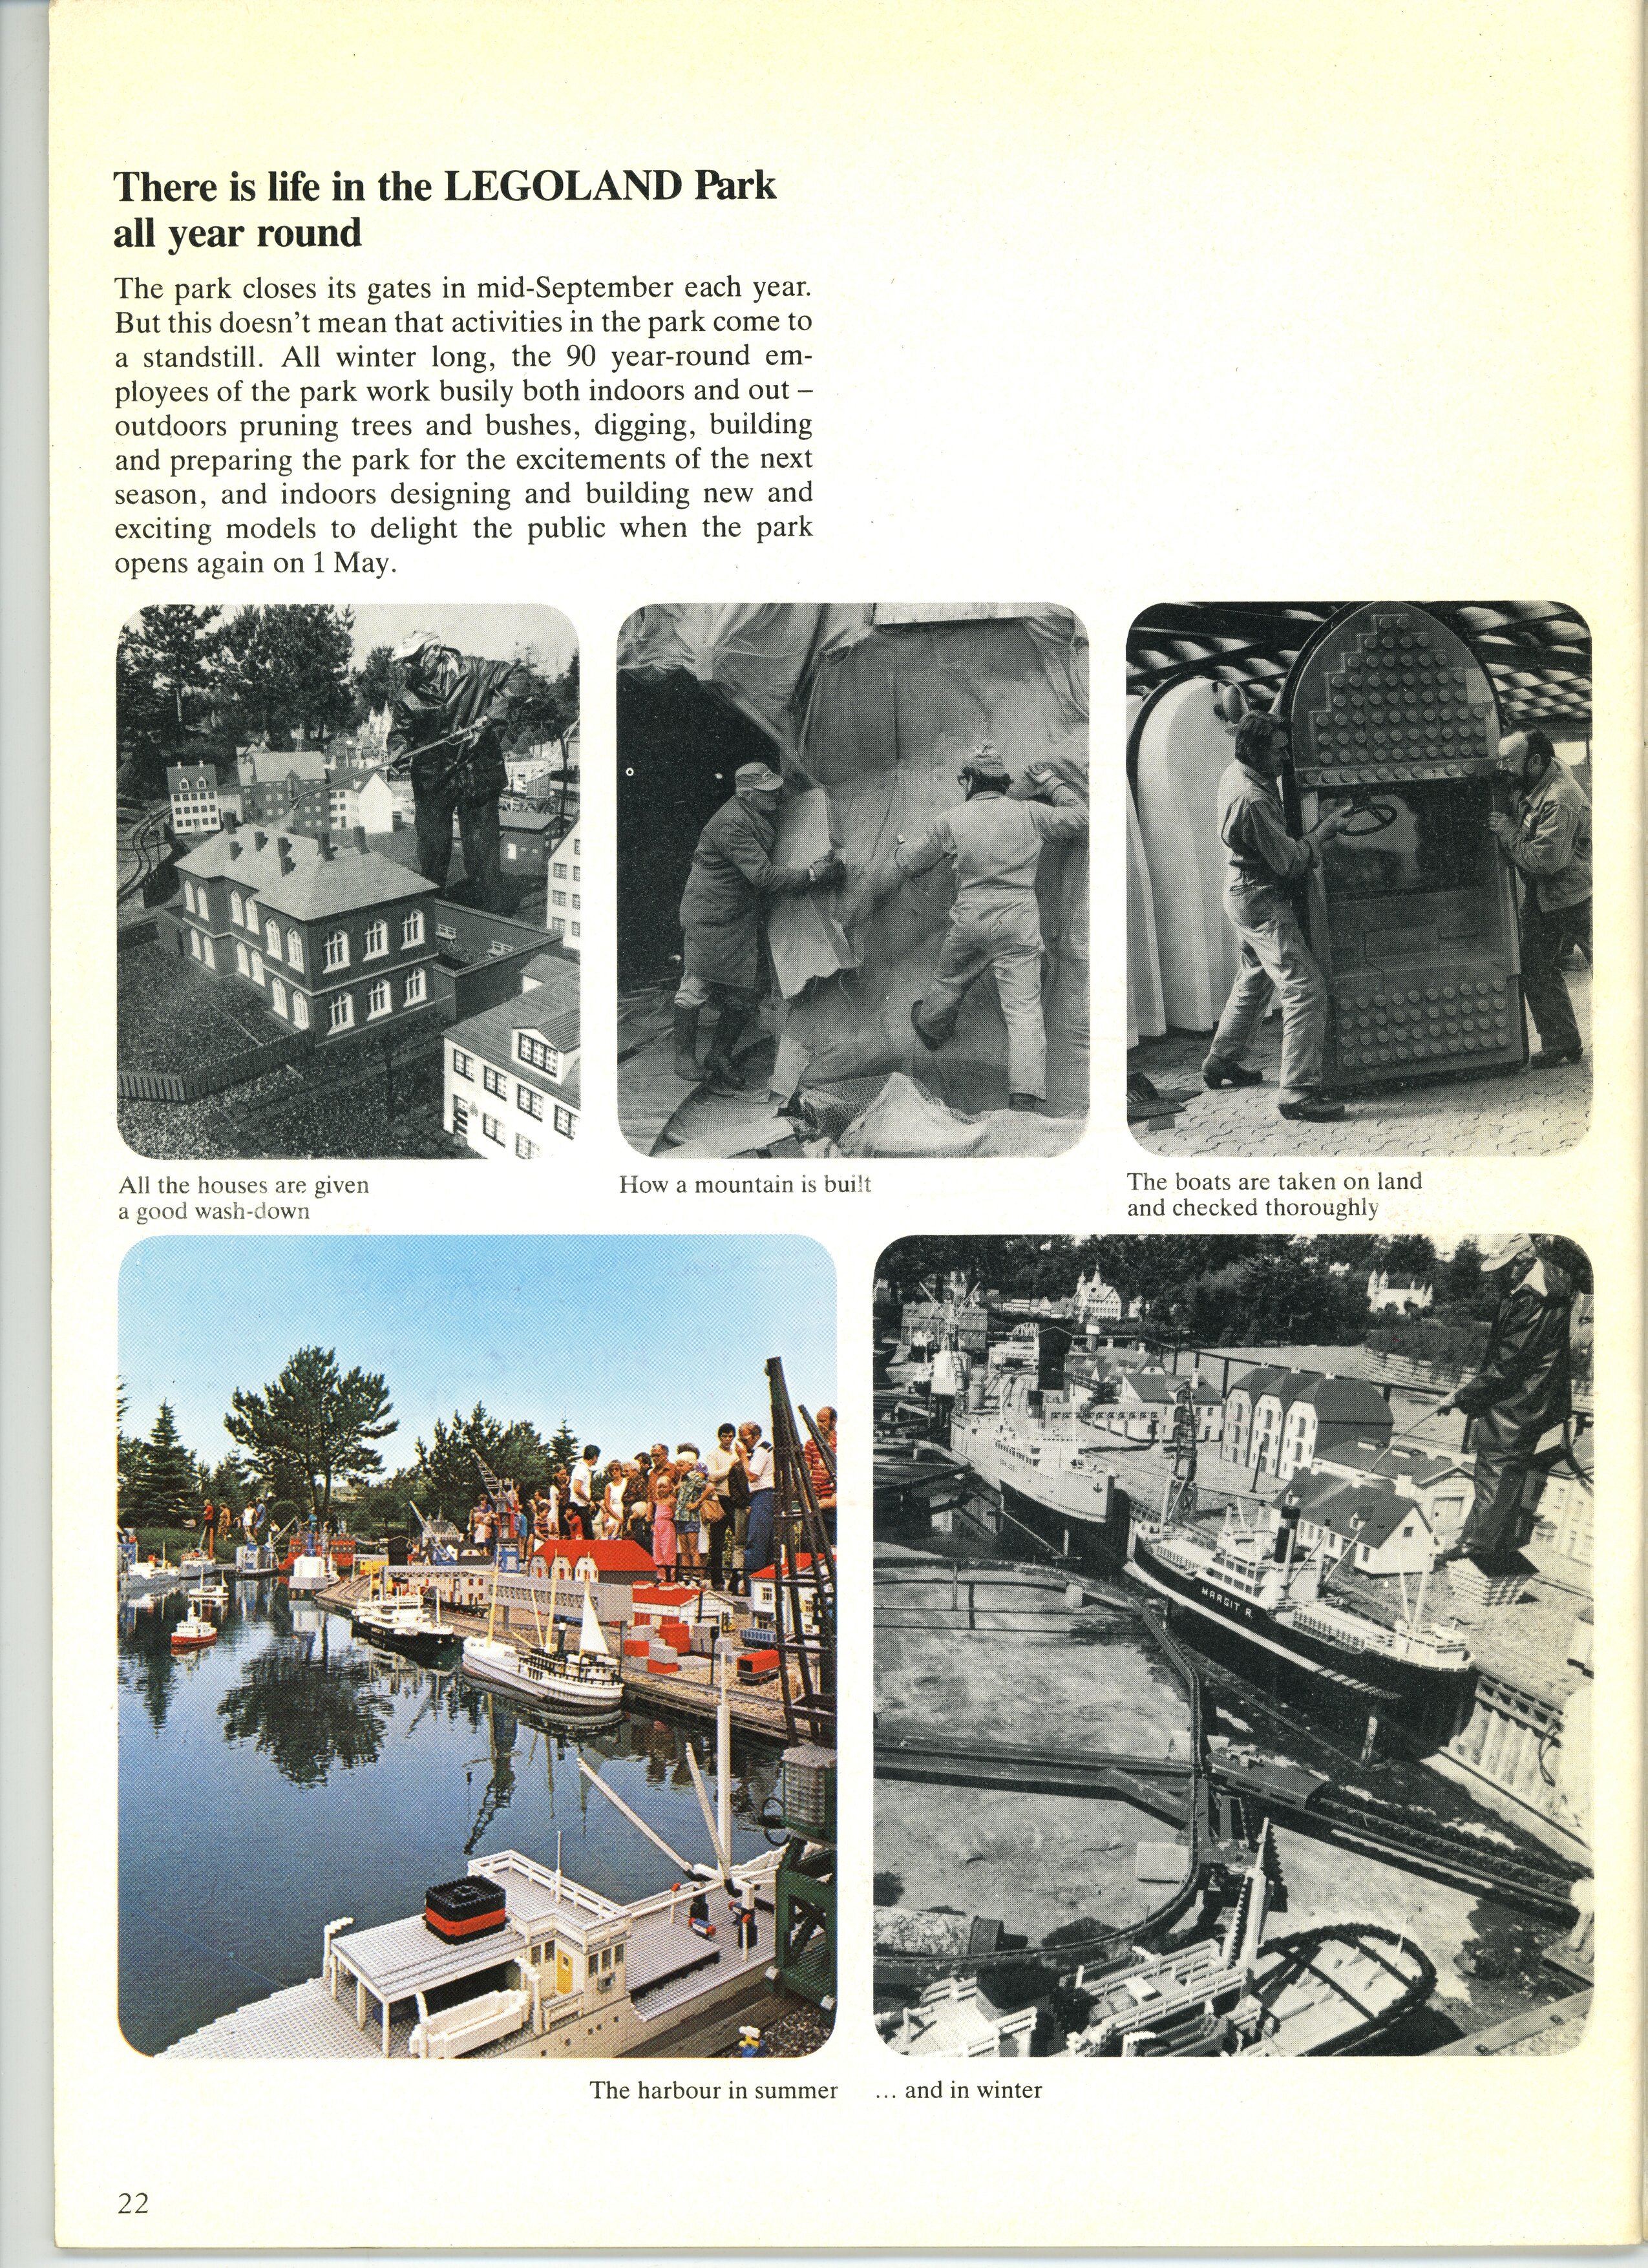 There is life in the LEGOLAND Park
all year round
The park closes its gates in mid-September each year.
But this doesn't mean that activities in the park come to
a standstill. All winter long, the 90 year-round em-
ployees of the park work busily both indoors and out –
outdoors pruning trees and bushes, digging, building
and preparing the park for the excitements of the next
season, and indoors designing and building new and
exciting models to delight the public when the park
opens again on 1 May.
All the houses are given
a good wash-down
How a mountain is built
The boats are taken on land
and checked thoroughly
MARGIT R.
The harbour in summer
... and in winter
22